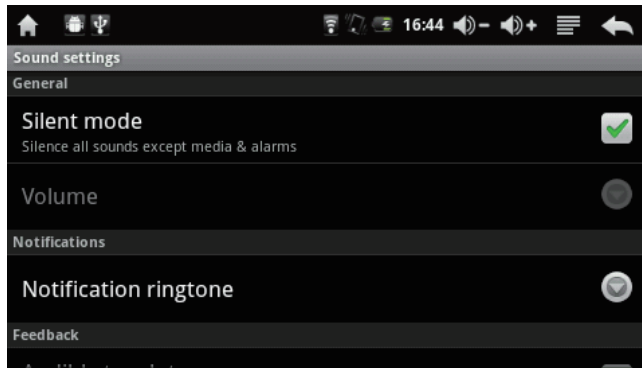 16:44
Sound settings
General
Silent mode
Silence all sounds except media & alarms
Volume
Notifications
Notification ringtone
Feedback